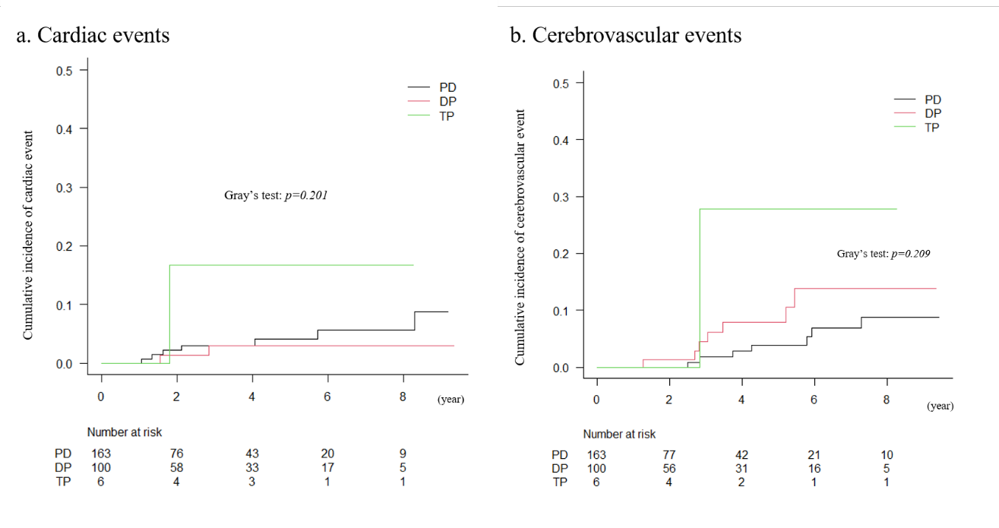 a. Cardiac events
Cumulative incidence of cardiac event
0.5
0.4
0.3
0.2
0.1
0.0
PD
DP
TP
Gray's test: p=0.201
0 2 4 6 8 (year)
Number at risk
PD 163 76 43 20 9
DP 100 58 33 17 5
TP 6 4 3 1 1
b. Cerebrovascular events
Cumulative incidence of cerebrovascular event
0.5
0.4
0.3
0.2
0.1
0.0
PD
DP
TP
Gray's test: p=0.209
0 2 4 6 8 (year)
Number at risk
PD 163 77 42 21 10
DP 100 56 31 16 5
TP 6 4 2 1 1